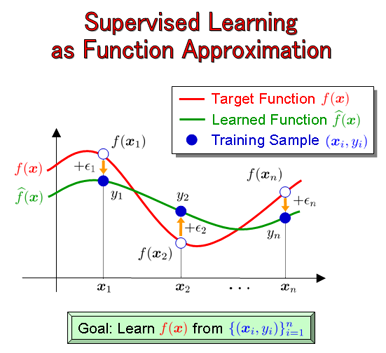 Supervised Learning
as Function Approximation
Target Function f(x)
Learned Function f̂(x)
Training Sample (xᵢ, yᵢ)
f(x₁)
f(x)
+ϵ₁
f(xₙ)
f̂(x)
y₁
y₂
+ϵₙ
+ϵ₂
yₙ
f(x₂)
x₁ x₂ · · · xₙ
Goal: Learn f(x) from {(xᵢ, yᵢ)}ⁿᵢ₌₁